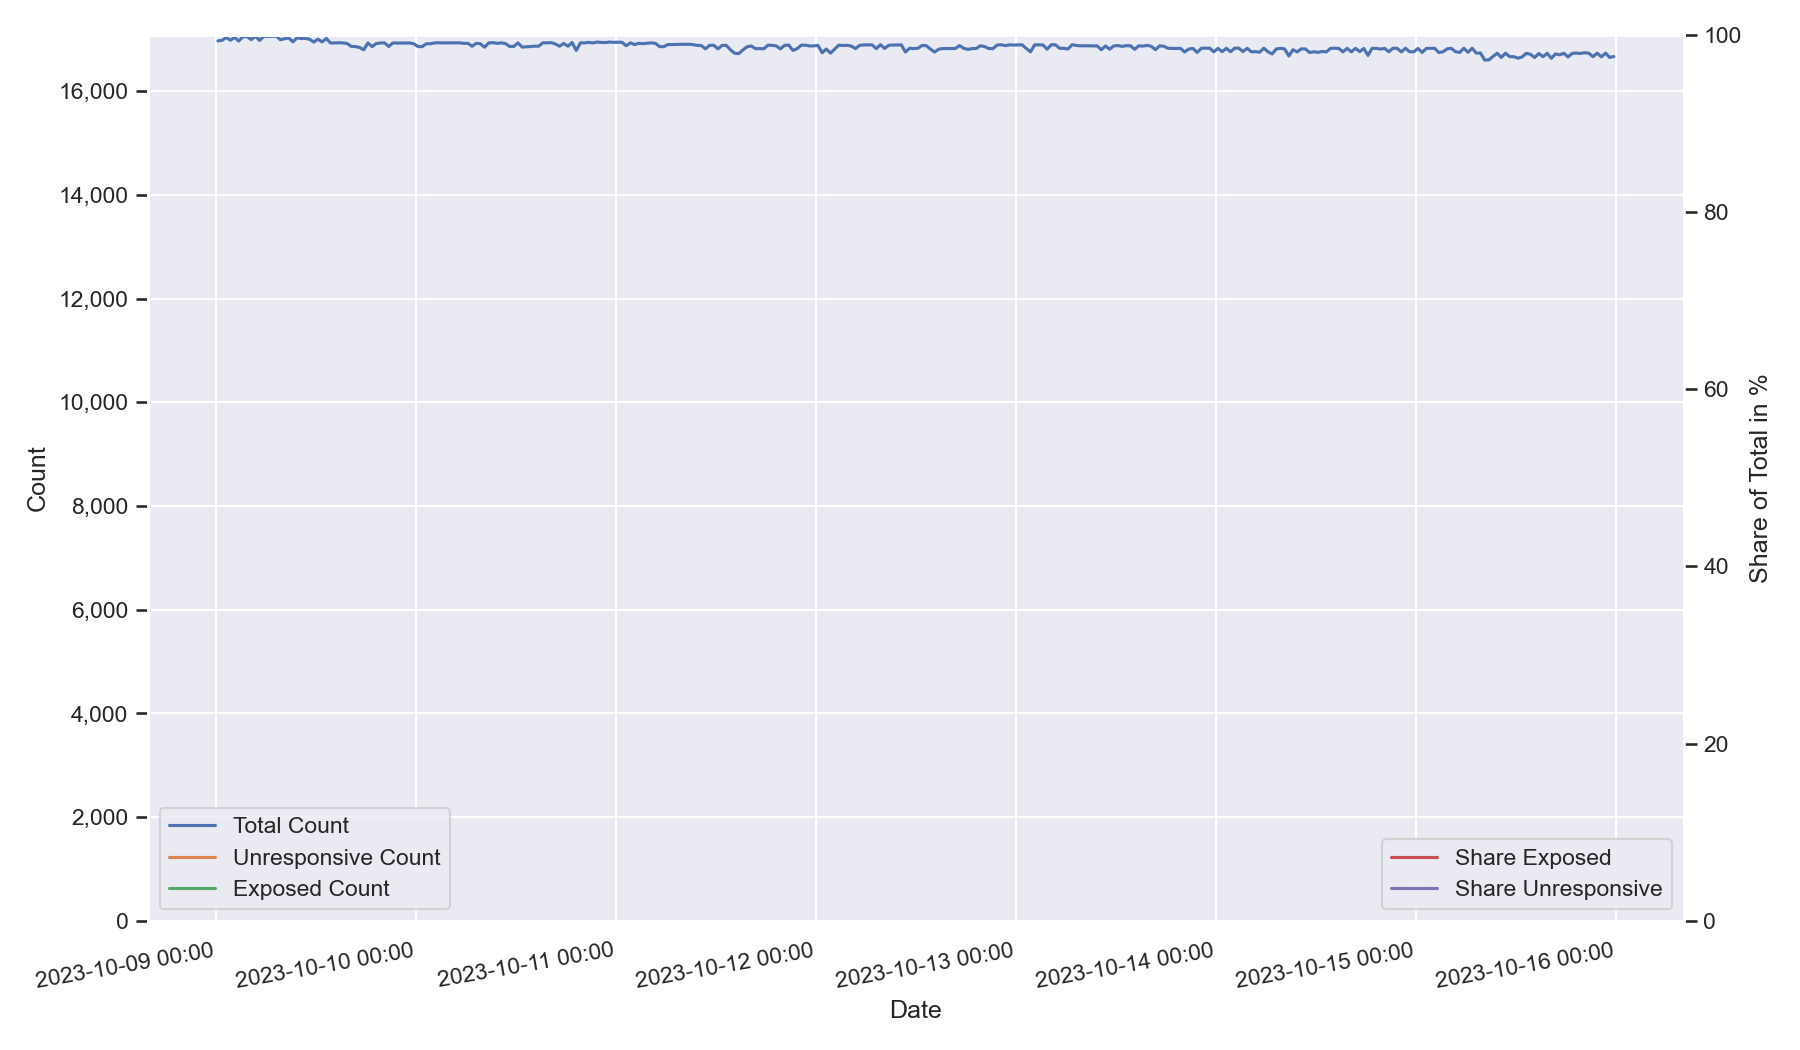 16,000
14,000
12,000
10,000
8,000
6,000
4,000
2,000
0
Count
100
80
60
40
20
0
Share of Total in %
Total Count
Unresponsive Count
Exposed Count
Share Exposed
Share Unresponsive
2023-10-09 00:00
2023-10-10 00:00
2023-10-11 00:00
2023-10-12 00:00
2023-10-13 00:00
2023-10-14 00:00
2023-10-15 00:00
2023-10-16 00:00
Date